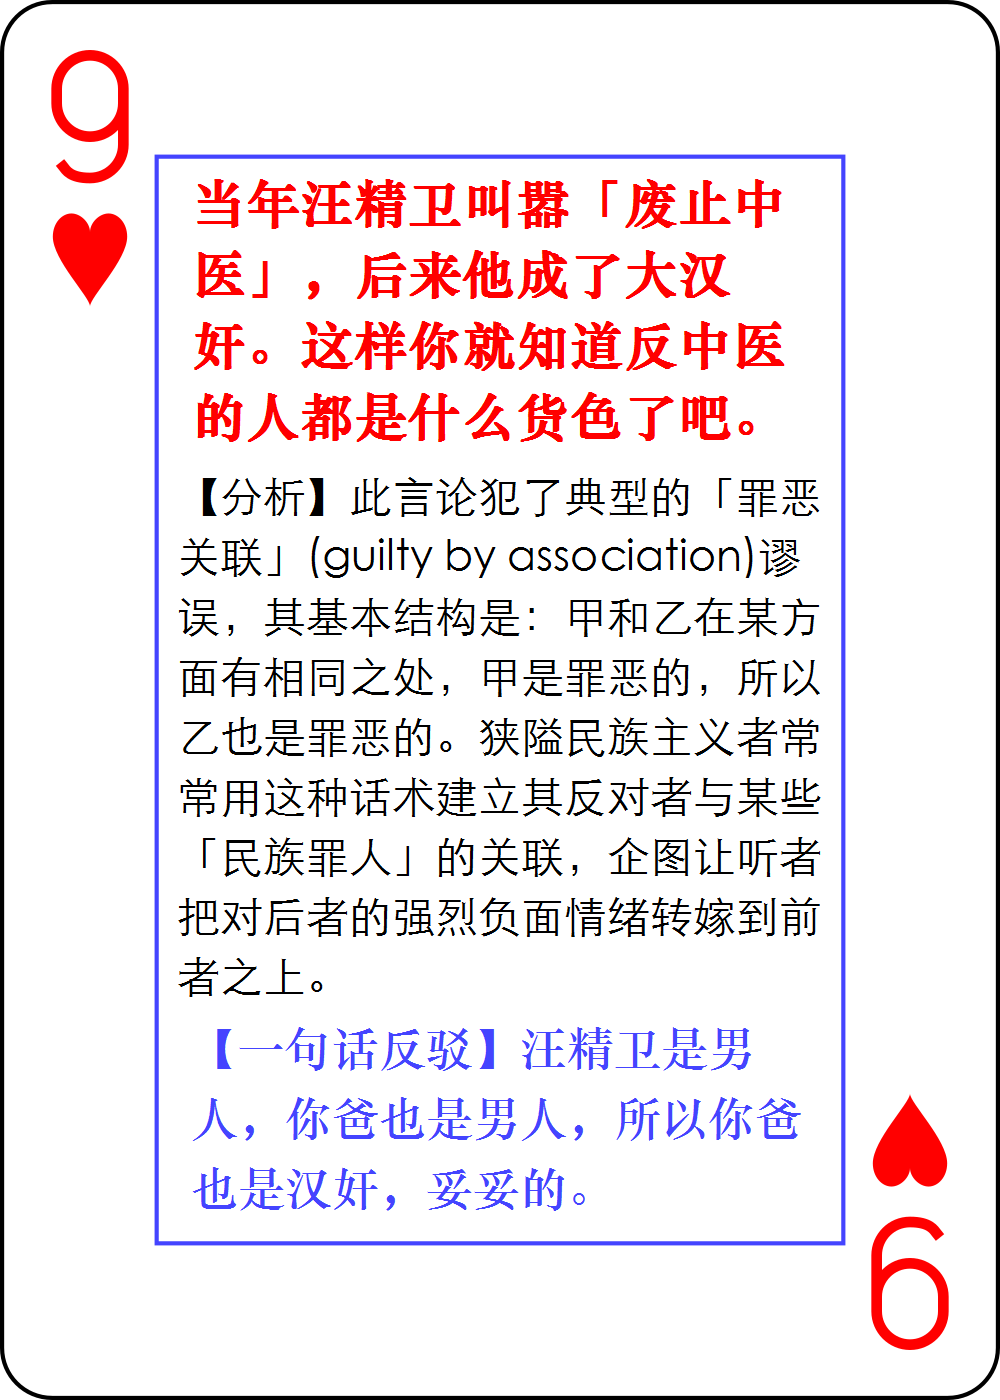 9
当年汪精卫叫嚣「废止中
医」，后来他成了大汉
奸。这样你就知道反中医
的人都是什么货色了吧。
【分析】此言论犯了典型的「罪恶
关联」(guilty by association)谬
误，其基本结构是：甲和乙在某方
面有相同之处，甲是罪恶的，所以
乙也是罪恶的。狭隘民族主义者常
常用这种话术建立其反对者与某些
「民族罪人」的关联，企图让听者
把对后者的强烈负面情绪转嫁到前
者之上。
【一句话反驳】汪精卫是男
人，你爸也是男人，所以你爸
也是汉奸，妥妥的。
9